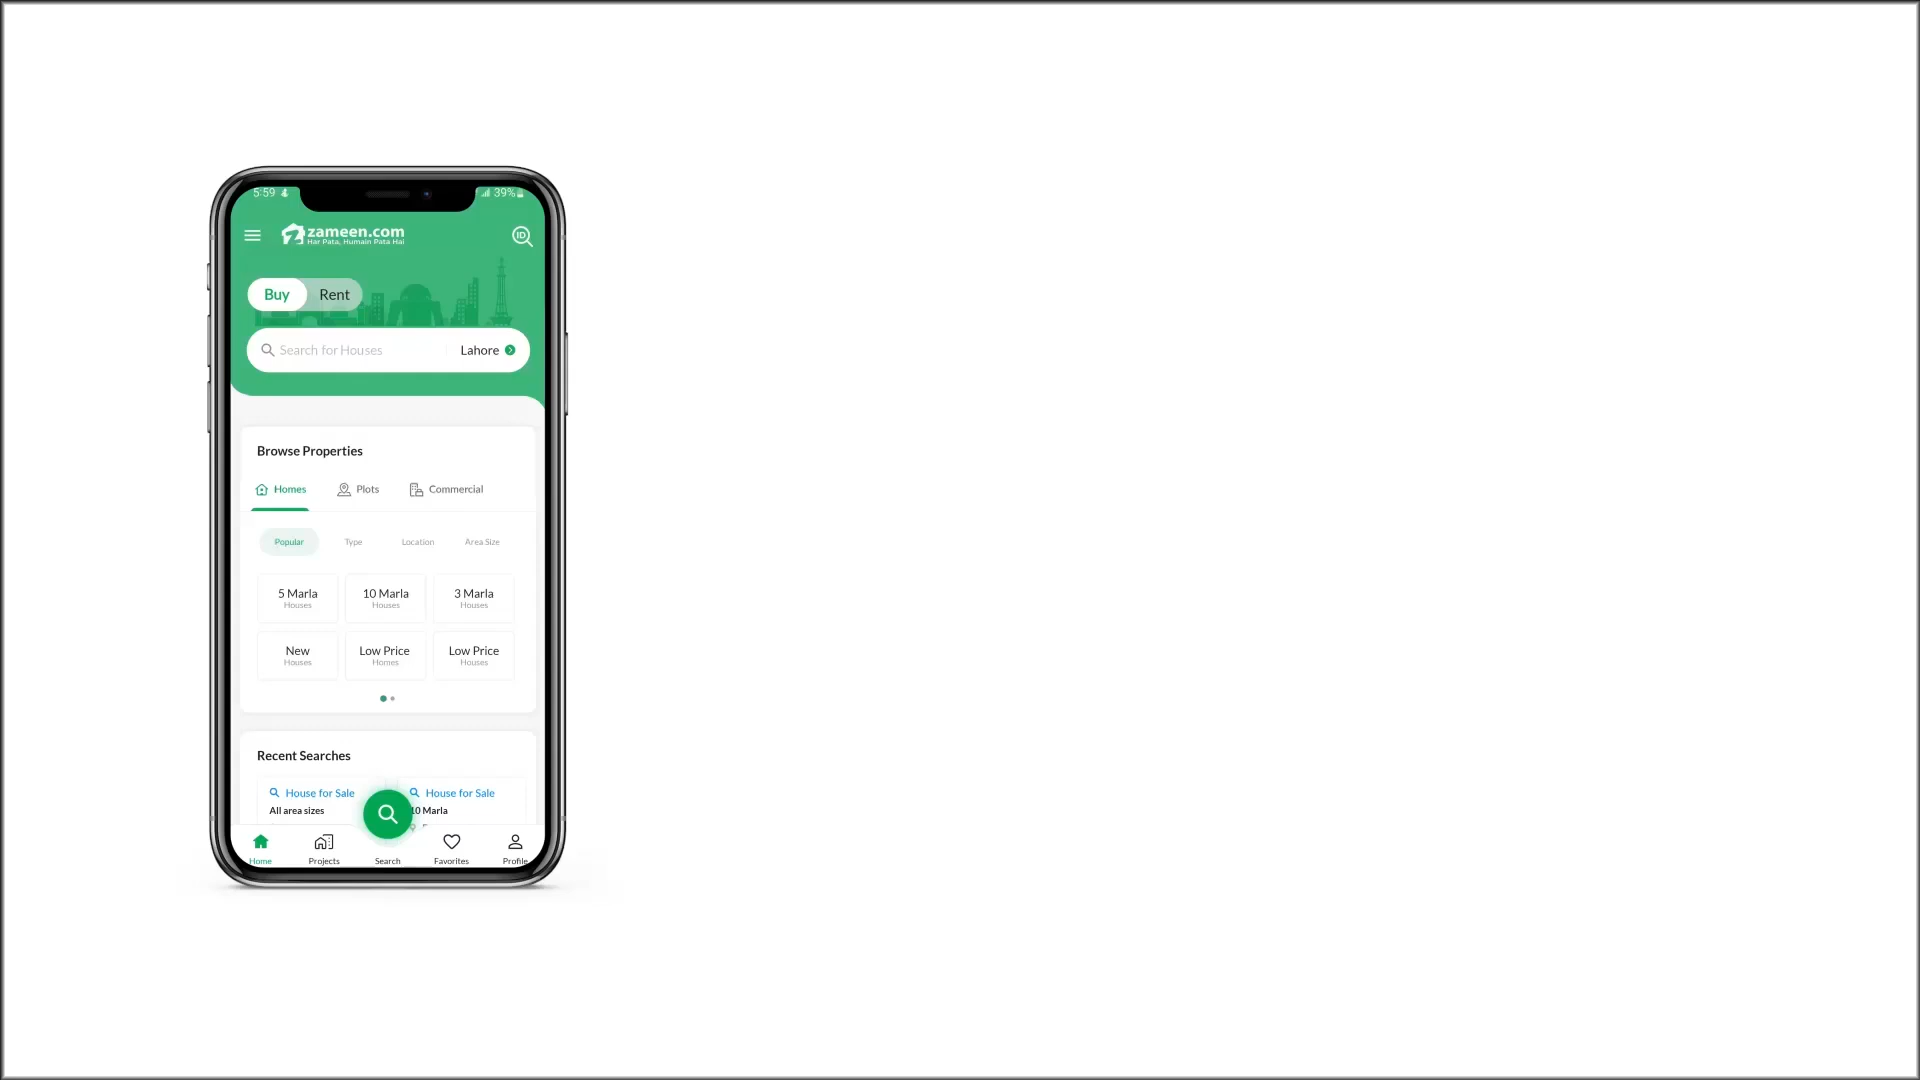 5:59 39%
zameen.com
Har Pata, Humain Pata Hai
ID
Buy Rent
Search for Houses Lahore
Browse Properties
Homes Plots Commercial
Popular Type Location Area Size
5 Marla 10 Marla 3 Marla
Houses Houses Houses
New Low Price Low Price
Houses Homes Houses
Recent Searches
House for Sale House for Sale
All area sizes 10 Marla
Home Projects Search Favorites Profile